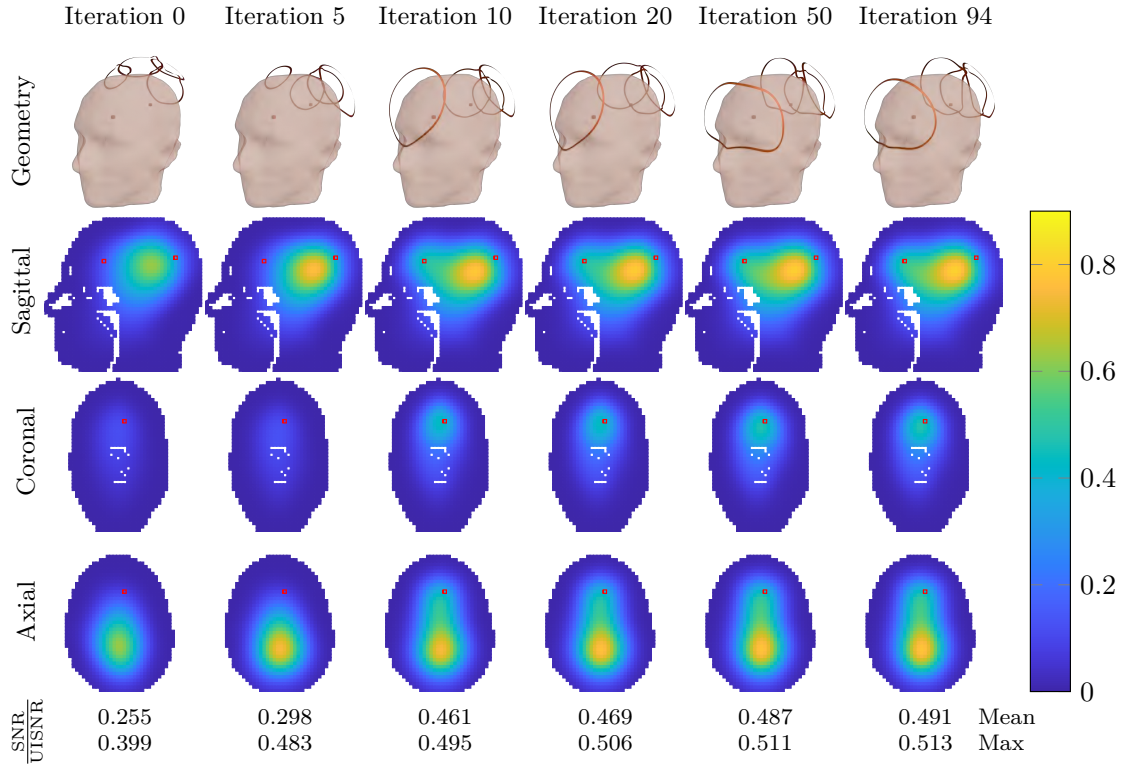 Iteration 0 Iteration 5 Iteration 10 Iteration 20 Iteration 50 Iteration 94
Geometry
Sagittal
Coronal
Axial
0.8
0.6
0.4
0.2
0
SNR
UISNR
0.255 0.298 0.461 0.469 0.487 0.491 Mean
0.399 0.483 0.495 0.506 0.511 0.513 Max